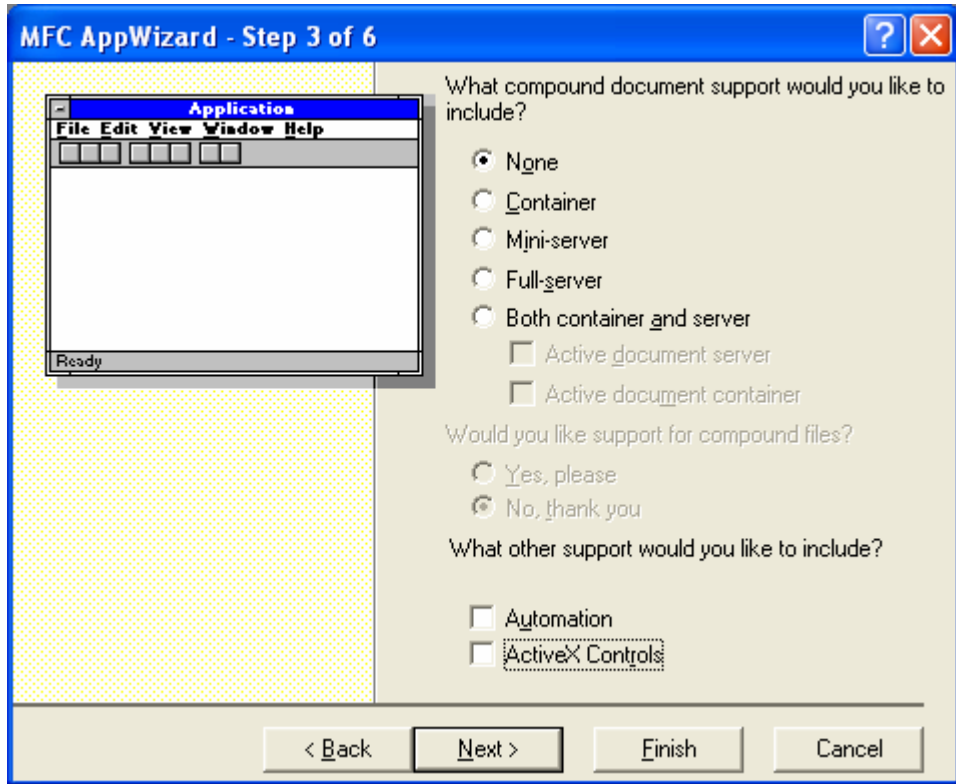 MFC AppWizard - Step 3 of 6
Application
File Edit View Window Help
Ready
What compound document support would you like to
include?
None
Container
Mini-server
Full-server
Both container and server
Active document server
Active document container
Would you like support for compound files?
Yes, please
No, thank you
What other support would you like to include?
Automation
ActiveX Controls
< Back Next > Finish Cancel